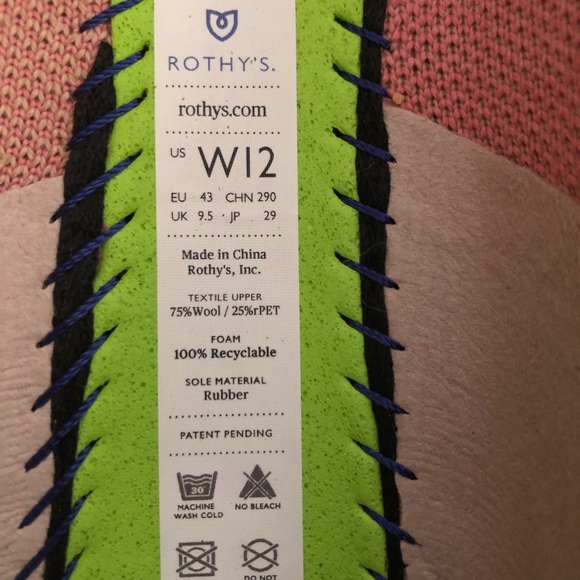 ROTHY'S.
rothys.com
US W12
EU 43 CHN 290
UK 9.5 · JP 29
Made in China
Rothy's, Inc.
TEXTILE UPPER
75%Wool / 25%rPET
FOAM
100% Recyclable
SOLE MATERIAL
Rubber
PATENT PENDING
30
MACHINE NO BLEACH
WASH COLD
DO NOT